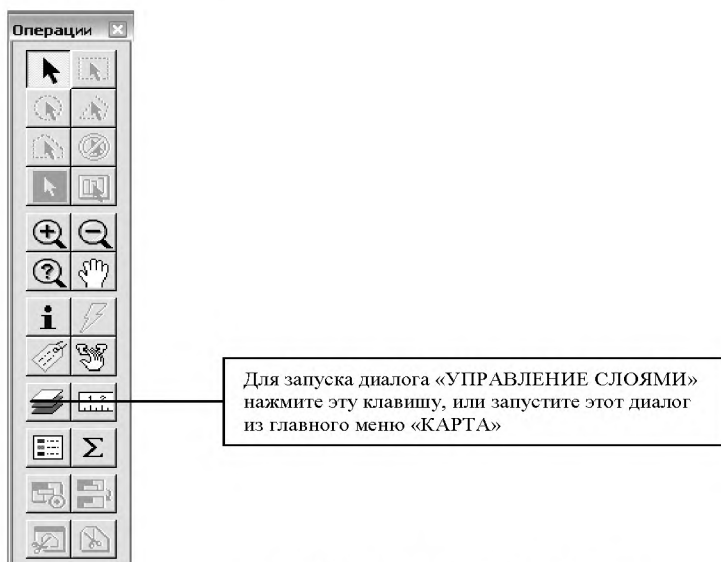 Операции
Для запуска диалога «УПРАВЛЕНИЕ СЛОЯМИ»
нажмите эту клавишу, или запустите этот диалог
из главного меню «КАРТА»